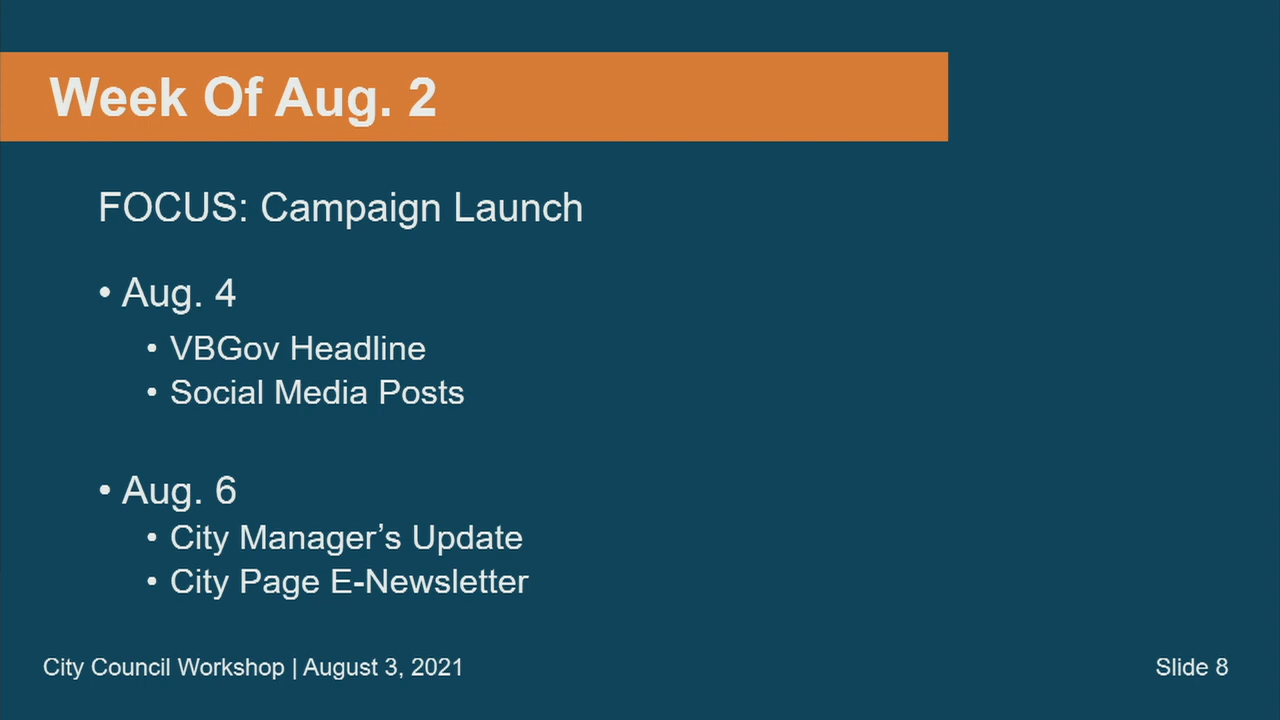 Week Of Aug. 2
FOCUS: Campaign Launch
• Aug. 4
• VBGov Headline
• Social Media Posts
• Aug. 6
• City Manager’s Update
• City Page E-Newsletter
City Council Workshop | August 3, 2021
Slide 8